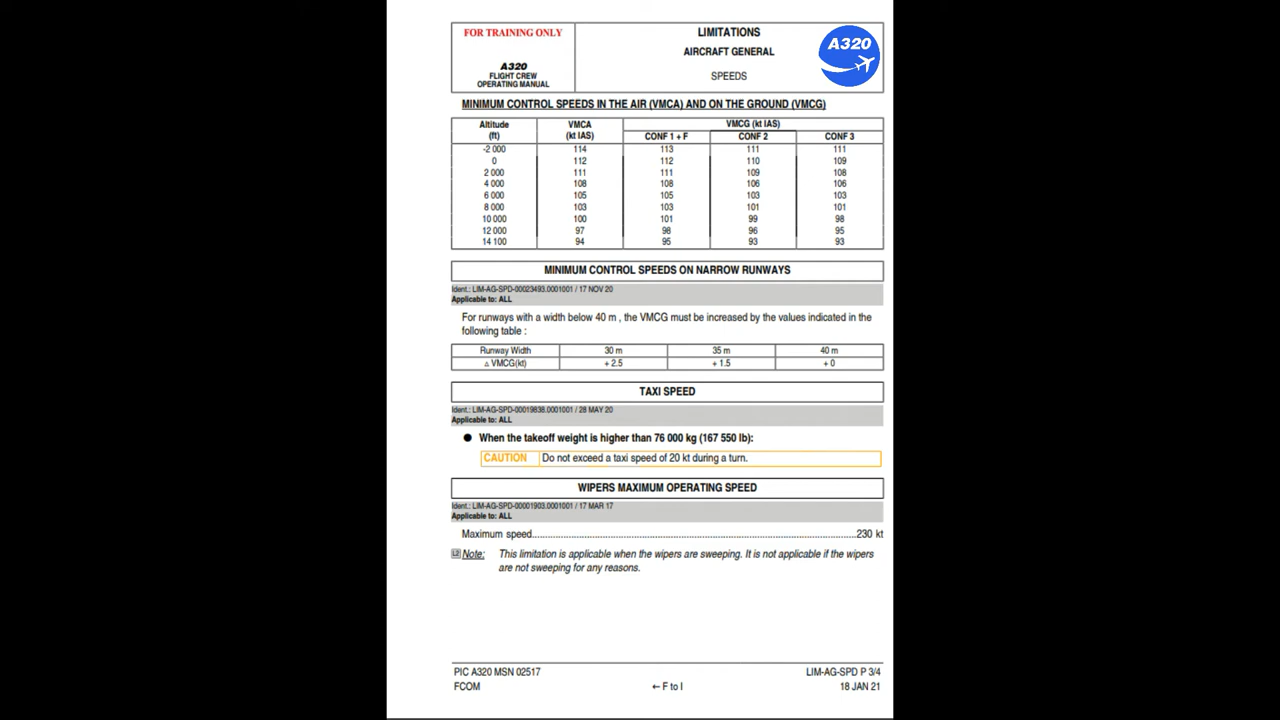 FOR TRAINING ONLY
A320
FLIGHT CREW
OPERATING MANUAL
LIMITATIONS
AIRCRAFT GENERAL
SPEEDS
A320
MINIMUM CONTROL SPEEDS IN THE AIR (VMCA) AND ON THE GROUND (VMCG)
Altitude (ft) VMCA (kt IAS) VMCG (kt IAS)
CONF 1 + F CONF 2 CONF 3
-2 000 114 113 111 111
0 112 112 110 109
2 000 111 111 109 108
4 000 108 108 106 106
6 000 105 105 103 103
8 000 103 103 101 101
10 000 100 101 99 98
12 000 97 98 96 95
14 100 94 95 93 93
MINIMUM CONTROL SPEEDS ON NARROW RUNWAYS
Ident.: LIM-AG-SPD-00023493.0001001 / 17 NOV 20
Applicable to: ALL
For runways with a width below 40 m , the VMCG must be increased by the values indicated in the
following table :
Runway Width 30 m 35 m 40 m
△ VMCG(kt) + 2.5 + 1.5 + 0
TAXI SPEED
Ident.: LIM-AG-SPD-00019838.0001001 / 28 MAY 20
Applicable to: ALL
● When the takeoff weight is higher than 76 000 kg (167 550 lb):
CAUTION Do not exceed a taxi speed of 20 kt during a turn.
WIPERS MAXIMUM OPERATING SPEED
Ident.: LIM-AG-SPD-00001903.0001001 / 17 MAR 17
Applicable to: ALL
Maximum speed..............................................................................................................230 kt
L2 Note: This limitation is applicable when the wipers are sweeping. It is not applicable if the wipers
are not sweeping for any reasons.
PIC A320 MSN 02517 LIM-AG-SPD P 3/4
FCOM ← F to I 18 JAN 21